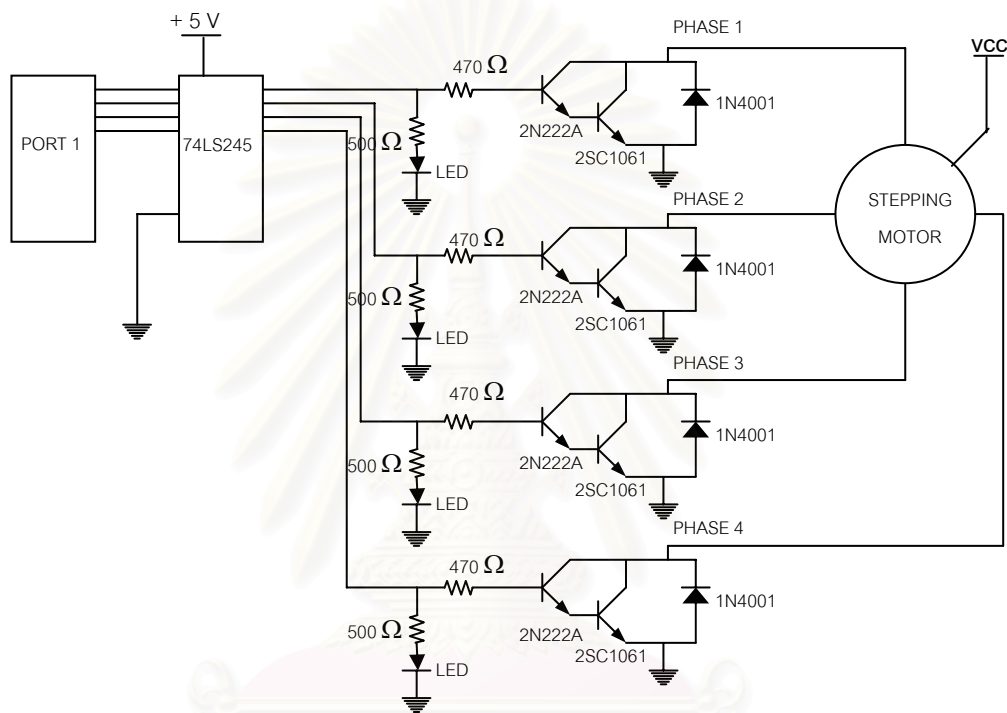 + 5 V
PORT 1
74LS245
PHASE 1
VCC
470 Ω
1N4001
2N222A
500 Ω
2SC1061
LED
PHASE 2
STEPPING
MOTOR
470 Ω
1N4001
2N222A
500 Ω
2SC1061
LED
PHASE 3
470 Ω
1N4001
2N222A
500 Ω
2SC1061
LED
PHASE 4
470 Ω
1N4001
2N222A
500 Ω
2SC1061
LED